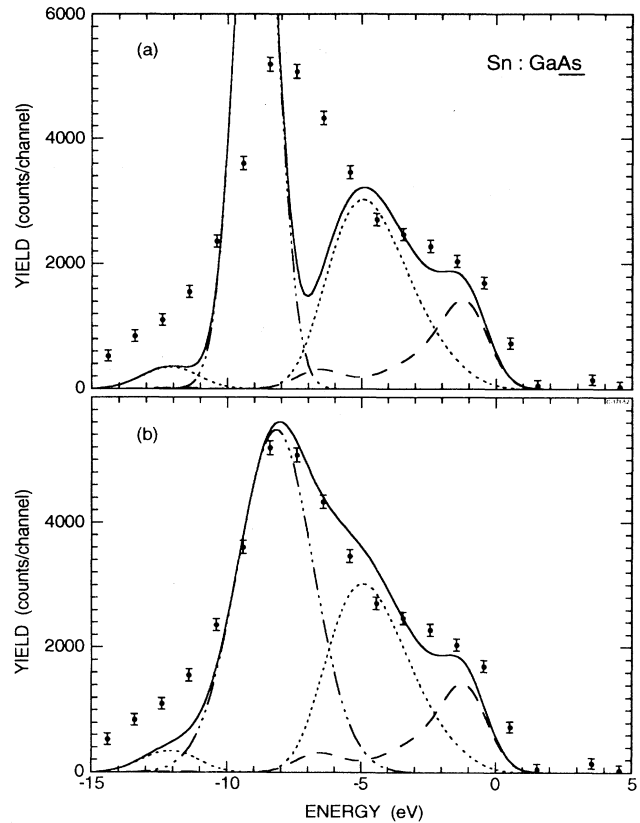 6000
(a)
Sn : GaAs
4000
YIELD (counts/channel)
2000
0
(b)
4000
YIELD (counts/channel)
2000
0
-15 -10 -5 0 5
ENERGY (eV)